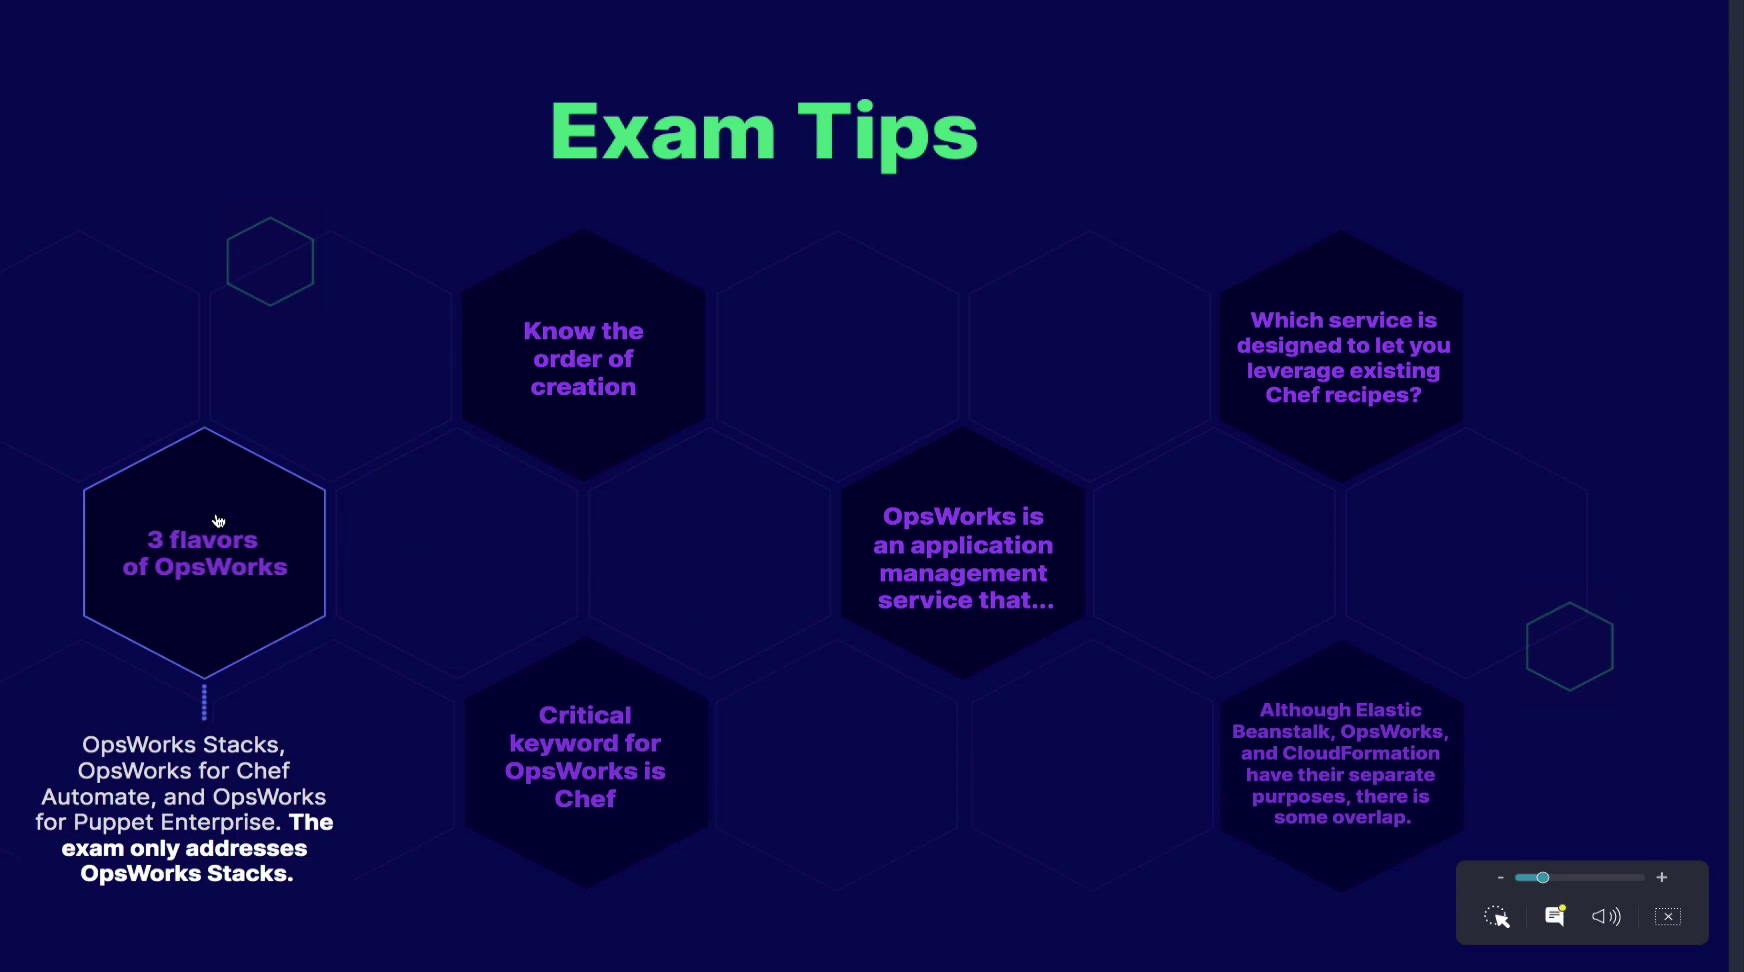 Exam Tips
Know the
order of
creation
Which service is
designed to let you
leverage existing
Chef recipes?
3 flavors
of OpsWorks
OpsWorks is
an application
management
service that...
OpsWorks Stacks,
OpsWorks for Chef
Automate, and OpsWorks
for Puppet Enterprise. The
exam only addresses
OpsWorks Stacks.
Critical
keyword for
OpsWorks is
Chef
Although Elastic
Beanstalk, OpsWorks,
and CloudFormation
have their separate
purposes, there is
some overlap.
- +